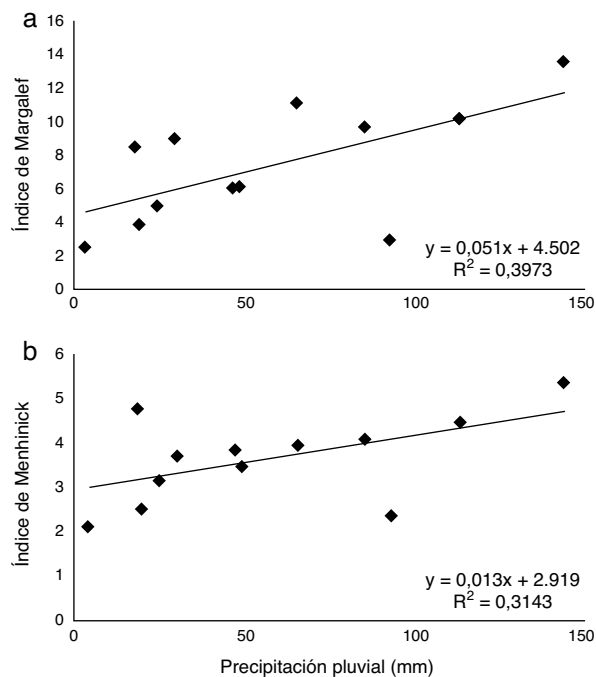 a
Índice de Margalef
16
14
12
10
8
6
4
2
0
y = 0,051x + 4.502
R² = 0,3973
0 50 100 150
b
Índice de Menhinick
6
5
4
3
2
1
0
y = 0,013x + 2.919
R² = 0,3143
0 50 100 150
Precipitación pluvial (mm)